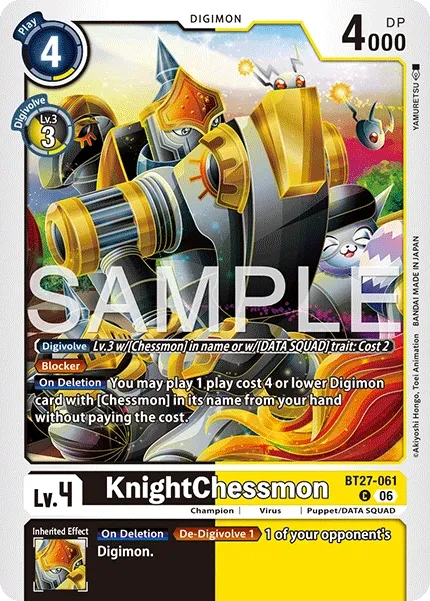 DIGIMON
Play
4
4000
DP
Digivolve
Lv.3
3
YAMURETSU
SAMPLE
Digivolve Lv.3 w/[Chessmon] in name or w/[DATA SQUAD] trait: Cost 2
Blocker
On Deletion You may play 1 play cost 4 or lower Digimon
card with [Chessmon] in its name from your hand
without paying the cost.
©Akiyoshi Hongo, Toei Animation BANDAI MADE IN JAPAN
Lv.4
KnightChessmon
BT27-061
C 06
Champion Virus Puppet/DATA SQUAD
Inherited Effect
On Deletion De-Digivolve 1 1 of your opponent's
Digimon.